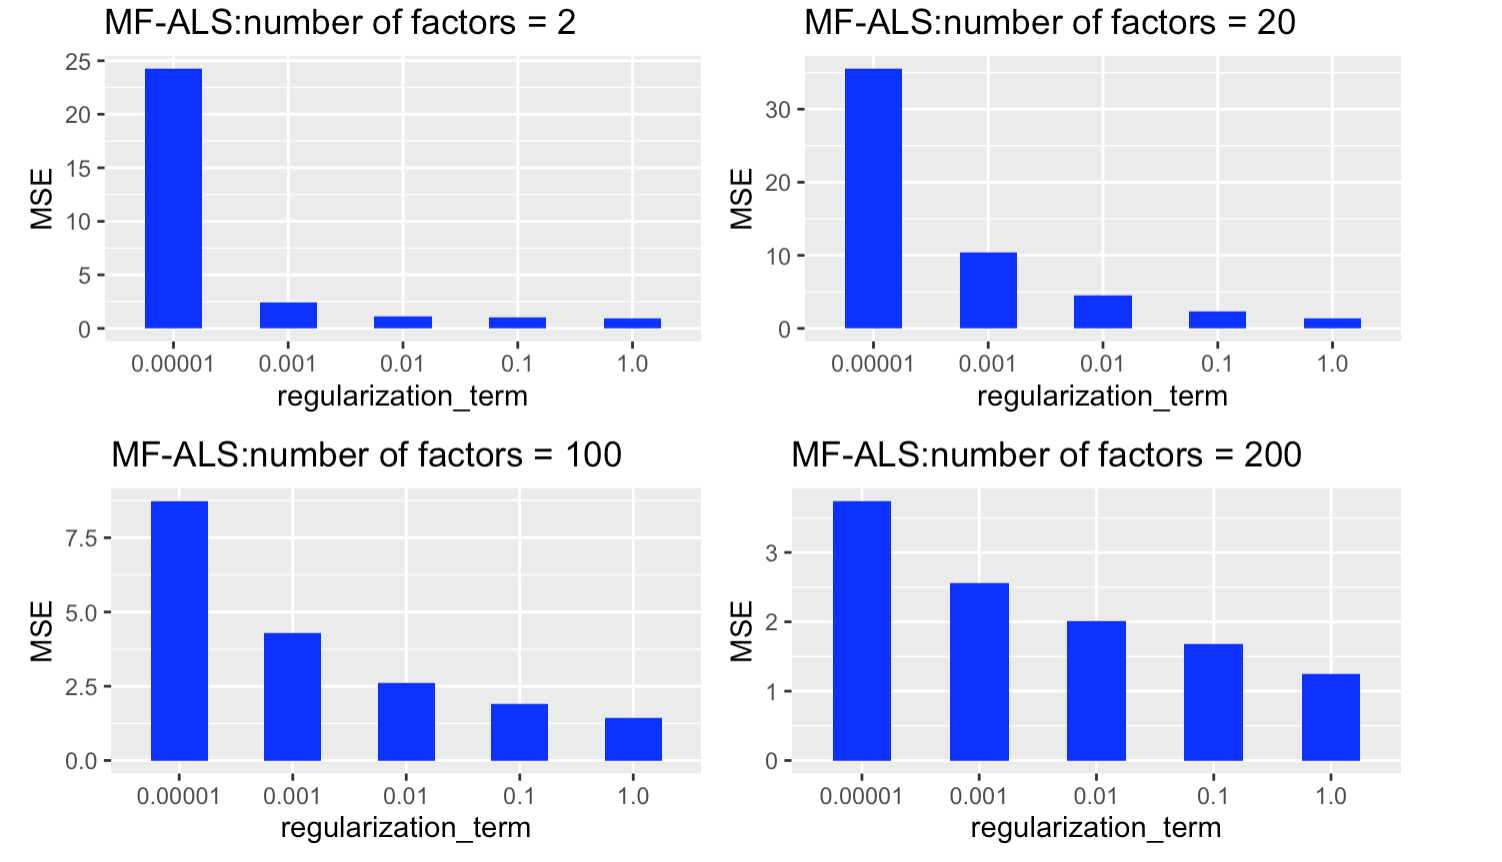 MF-ALS:number of factors = 2
25
20
15
10
5
0
MSE
0.00001 0.001 0.01 0.1 1.0
regularization_term
MF-ALS:number of factors = 20
30
20
10
0
MSE
0.00001 0.001 0.01 0.1 1.0
regularization_term
MF-ALS:number of factors = 100
7.5
5.0
2.5
0.0
MSE
0.00001 0.001 0.01 0.1 1.0
regularization_term
MF-ALS:number of factors = 200
3
2
1
0
MSE
0.00001 0.001 0.01 0.1 1.0
regularization_term